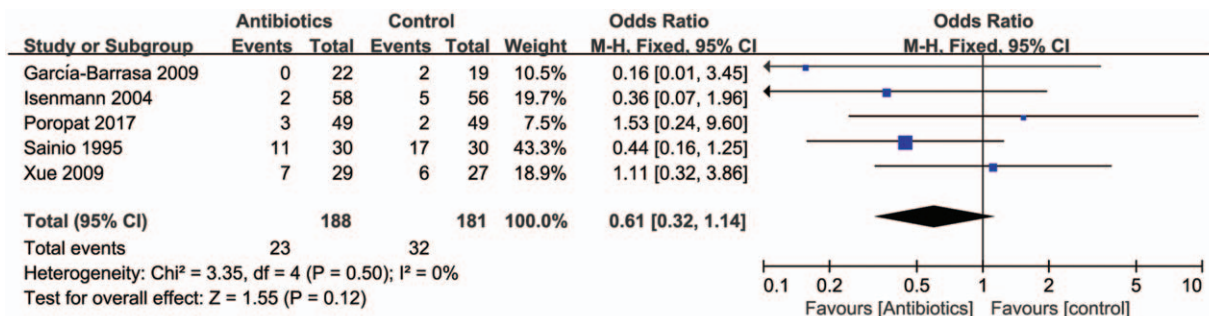 Antibiotics Control Odds Ratio Odds Ratio
Study or Subgroup Events Total Events Total Weight M-H. Fixed. 95% CI M-H. Fixed. 95% CI
García-Barrasa 2009 0 22 2 19 10.5% 0.16 [0.01, 3.45]
Isenmann 2004 2 58 5 56 19.7% 0.36 [0.07, 1.96]
Poropat 2017 3 49 2 49 7.5% 1.53 [0.24, 9.60]
Sainio 1995 11 30 17 30 43.3% 0.44 [0.16, 1.25]
Xue 2009 7 29 6 27 18.9% 1.11 [0.32, 3.86]
Total (95% CI) 188 181 100.0% 0.61 [0.32, 1.14]
Total events 23 32
Heterogeneity: Chi² = 3.35, df = 4 (P = 0.50); I² = 0%
Test for overall effect: Z = 1.55 (P = 0.12)
0.1 0.2 0.5 1 2 5 10
Favours [Antibiotics] Favours [control]